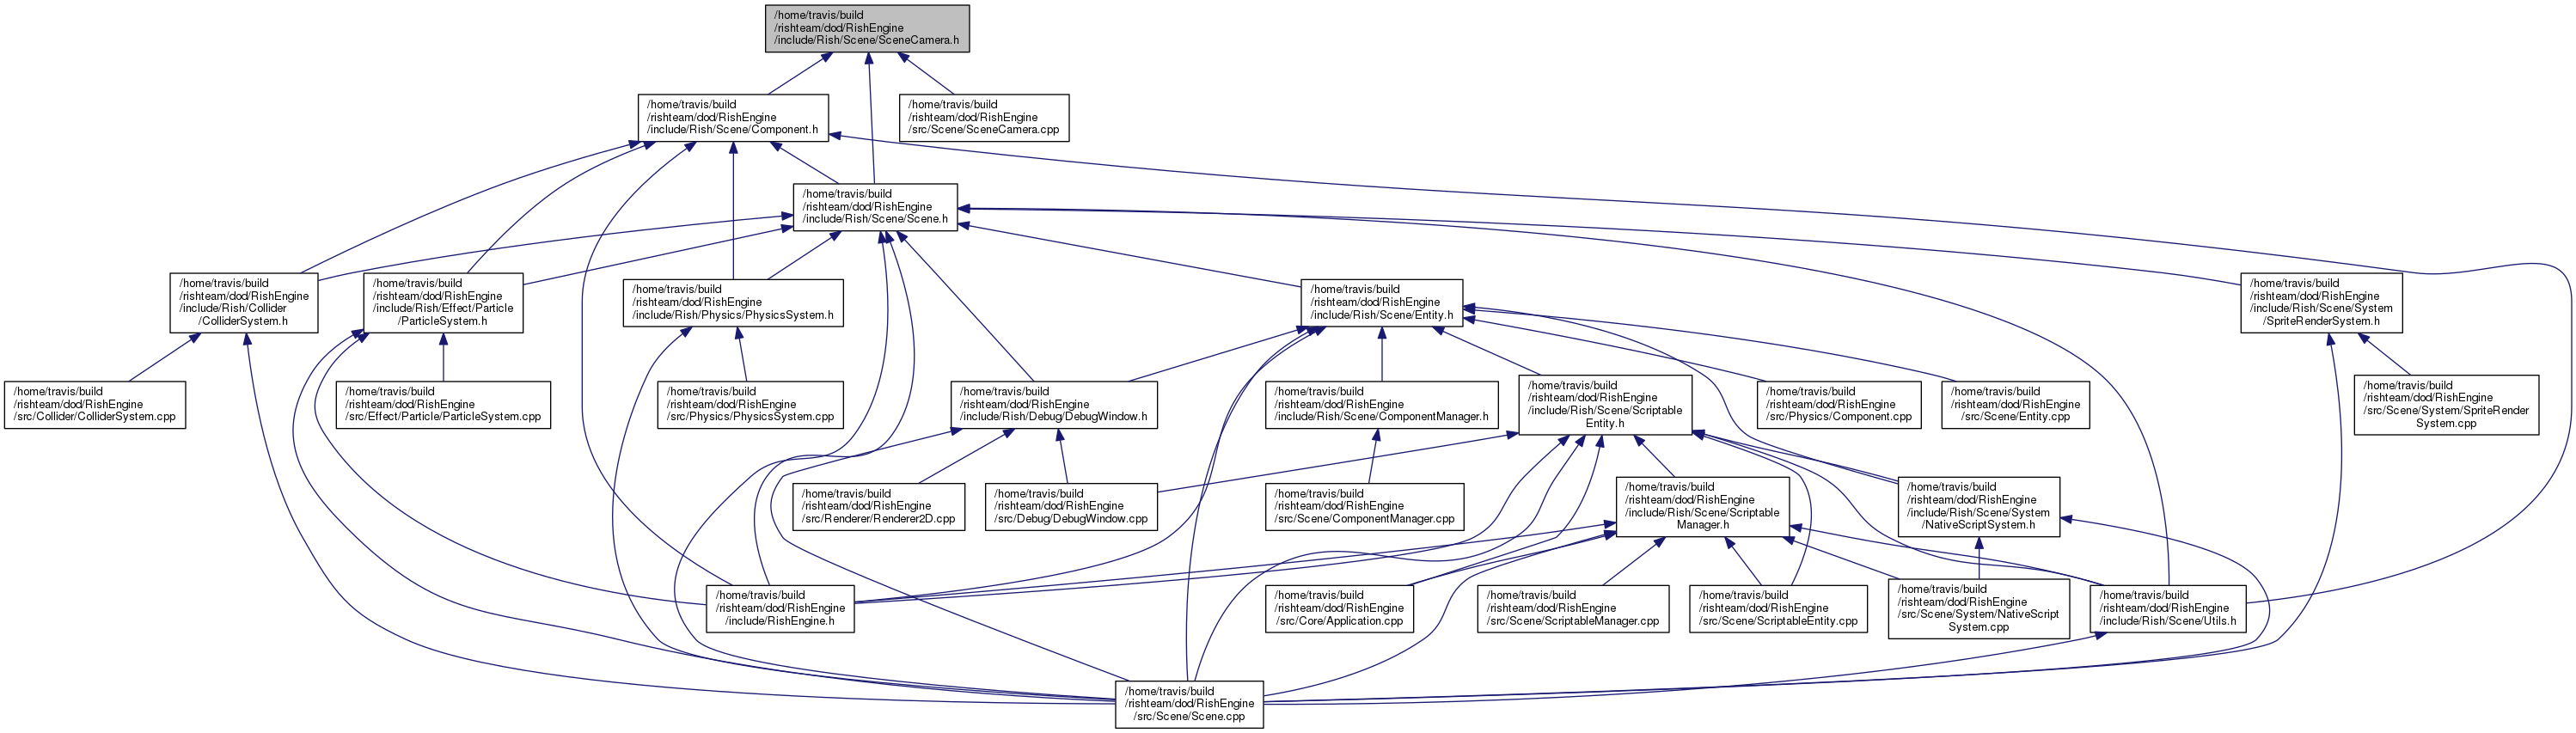 /home/travis/build
/rishteam/dod/RishEngine
/include/Rish/Scene/SceneCamera.h
/home/travis/build
/rishteam/dod/RishEngine
/include/Rish/Scene/Component.h
/home/travis/build
/rishteam/dod/RishEngine
/src/Scene/SceneCamera.cpp
/home/travis/build
/rishteam/dod/RishEngine
/include/Rish/Scene/Scene.h
/home/travis/build
/rishteam/dod/RishEngine
/include/Rish/Collider
/ColliderSystem.h
/home/travis/build
/rishteam/dod/RishEngine
/include/Rish/Effect/Particle
/ParticleSystem.h
/home/travis/build
/rishteam/dod/RishEngine
/include/Rish/Physics/PhysicsSystem.h
/home/travis/build
/rishteam/dod/RishEngine
/include/Rish/Scene/Entity.h
/home/travis/build
/rishteam/dod/RishEngine
/include/Rish/Scene/System
/SpriteRenderSystem.h
/home/travis/build
/rishteam/dod/RishEngine
/src/Collider/ColliderSystem.cpp
/home/travis/build
/rishteam/dod/RishEngine
/src/Effect/Particle/ParticleSystem.cpp
/home/travis/build
/rishteam/dod/RishEngine
/src/Physics/PhysicsSystem.cpp
/home/travis/build
/rishteam/dod/RishEngine
/include/Rish/Debug/DebugWindow.h
/home/travis/build
/rishteam/dod/RishEngine
/include/Rish/Scene/ComponentManager.h
/home/travis/build
/rishteam/dod/RishEngine
/include/Rish/Scene/Scriptable
Entity.h
/home/travis/build
/rishteam/dod/RishEngine
/src/Physics/Component.cpp
/home/travis/build
/rishteam/dod/RishEngine
/src/Scene/Entity.cpp
/home/travis/build
/rishteam/dod/RishEngine
/src/Scene/System/SpriteRender
System.cpp
/home/travis/build
/rishteam/dod/RishEngine
/src/Renderer/Renderer2D.cpp
/home/travis/build
/rishteam/dod/RishEngine
/src/Debug/DebugWindow.cpp
/home/travis/build
/rishteam/dod/RishEngine
/src/Scene/ComponentManager.cpp
/home/travis/build
/rishteam/dod/RishEngine
/include/Rish/Scene/Scriptable
Manager.h
/home/travis/build
/rishteam/dod/RishEngine
/include/Rish/Scene/System
/NativeScriptSystem.h
/home/travis/build
/rishteam/dod/RishEngine
/include/RishEngine.h
/home/travis/build
/rishteam/dod/RishEngine
/src/Core/Application.cpp
/home/travis/build
/rishteam/dod/RishEngine
/src/Scene/ScriptableManager.cpp
/home/travis/build
/rishteam/dod/RishEngine
/src/Scene/ScriptableEntity.cpp
/home/travis/build
/rishteam/dod/RishEngine
/src/Scene/System/NativeScript
System.cpp
/home/travis/build
/rishteam/dod/RishEngine
/include/Rish/Scene/Utils.h
/home/travis/build
/rishteam/dod/RishEngine
/src/Scene/Scene.cpp